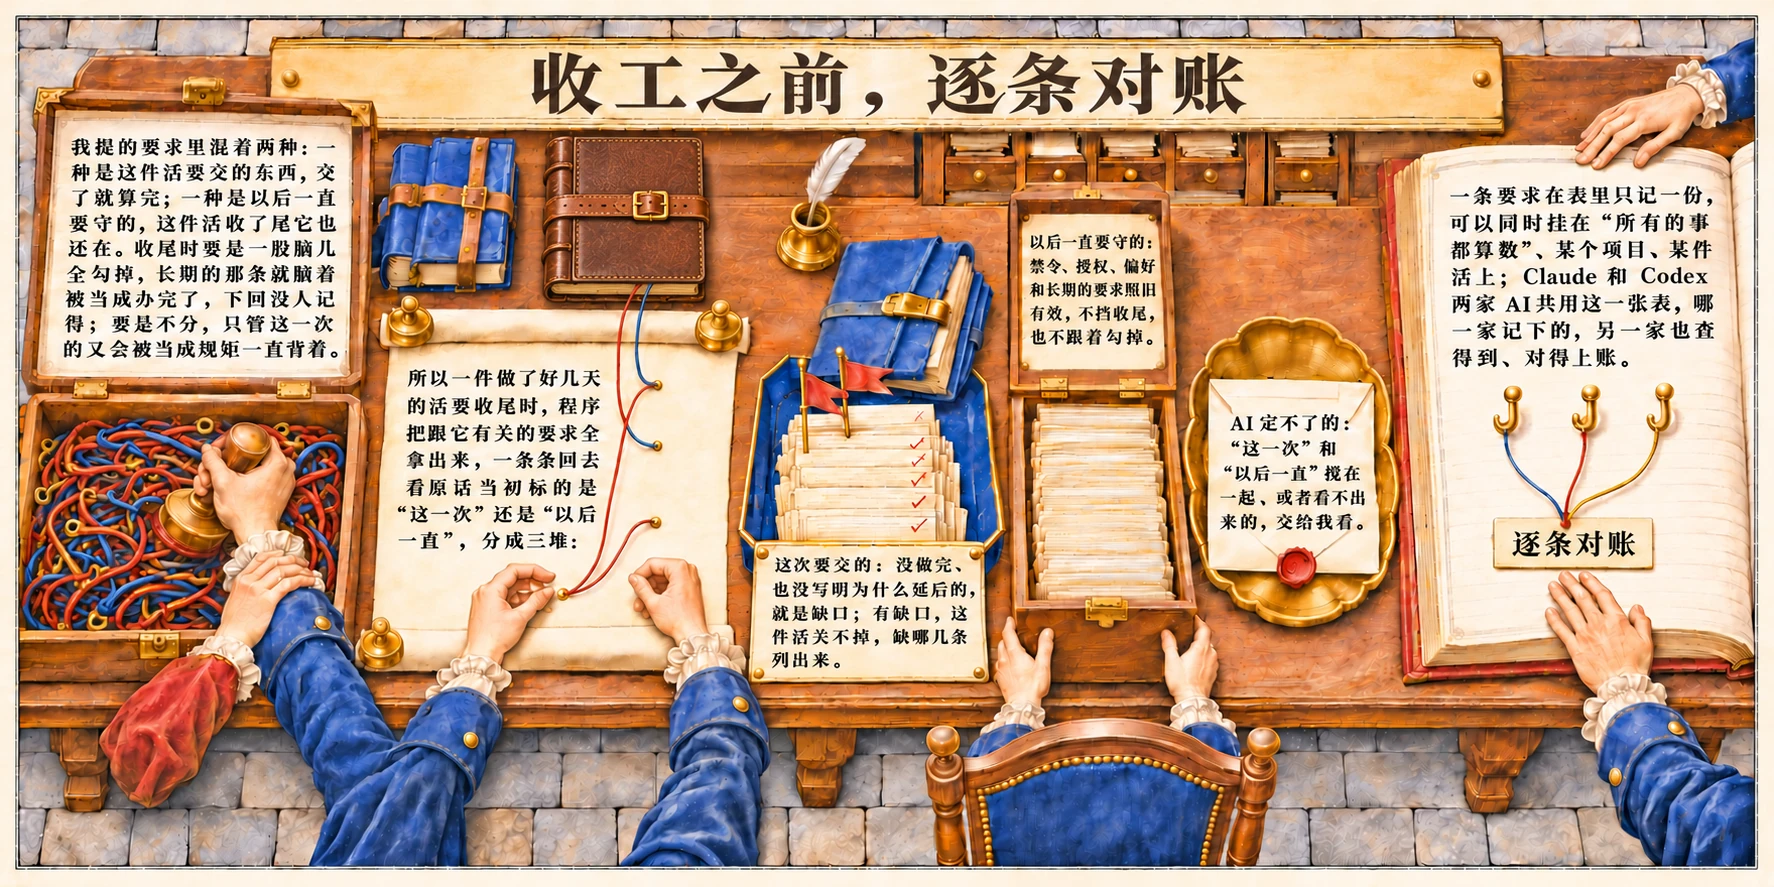 收工之前，逐条对账
我提的要求里混着两种：一
种是这件活要交的东西，交
了就算完；一种是以后一直
要守的，这件活收了尾它也
还在。收尾时要是一股脑儿
全勾掉，长期的那条就脑着
被当成办完了，下回没人记
得；要是不分，只管这一次
的又会被当成规矩一直背着。
所以一件做了好几天
的活要收尾时，程序
把跟它有关的要求全
拿出来，一条条回去
看原话当初标的是
“这一次”还是“以后
一直”，分成三堆：
这次要交的：没做完、
也没写明为什么延后的，
就是缺口；有缺口，这
件活关不掉，缺哪几条
列出来。
以后一直要守的：
禁令、授权、偏好
和长期的要求照旧
有效，不挡收尾，
也不跟着勾掉。
AI 定不了的：
“这一次”和
“以后一直”搅在
一起、或者看不出
来的，交给我看。
一条要求在表里只记一份，
可以同时挂在“所有的事
都算数”、某个项目、某件
活上；Claude 和 Codex
两家 AI 共用这一张表，哪
一家记下的，另一家也查
得到、对得上账。
逐条对账